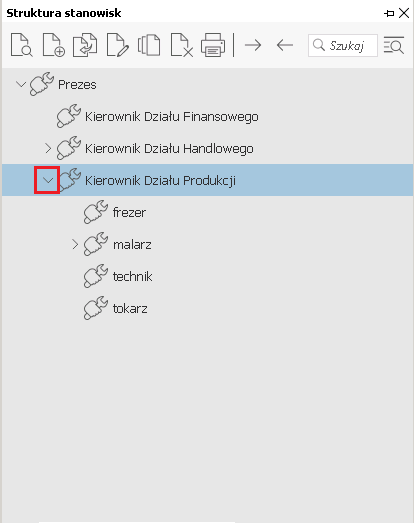 Struktura stanowisk
Szukaj
Prezes
Kierownik Działu Finansowego
Kierownik Działu Handlowego
Kierownik Działu Produkcji
frezer
malarz
technik
tokarz